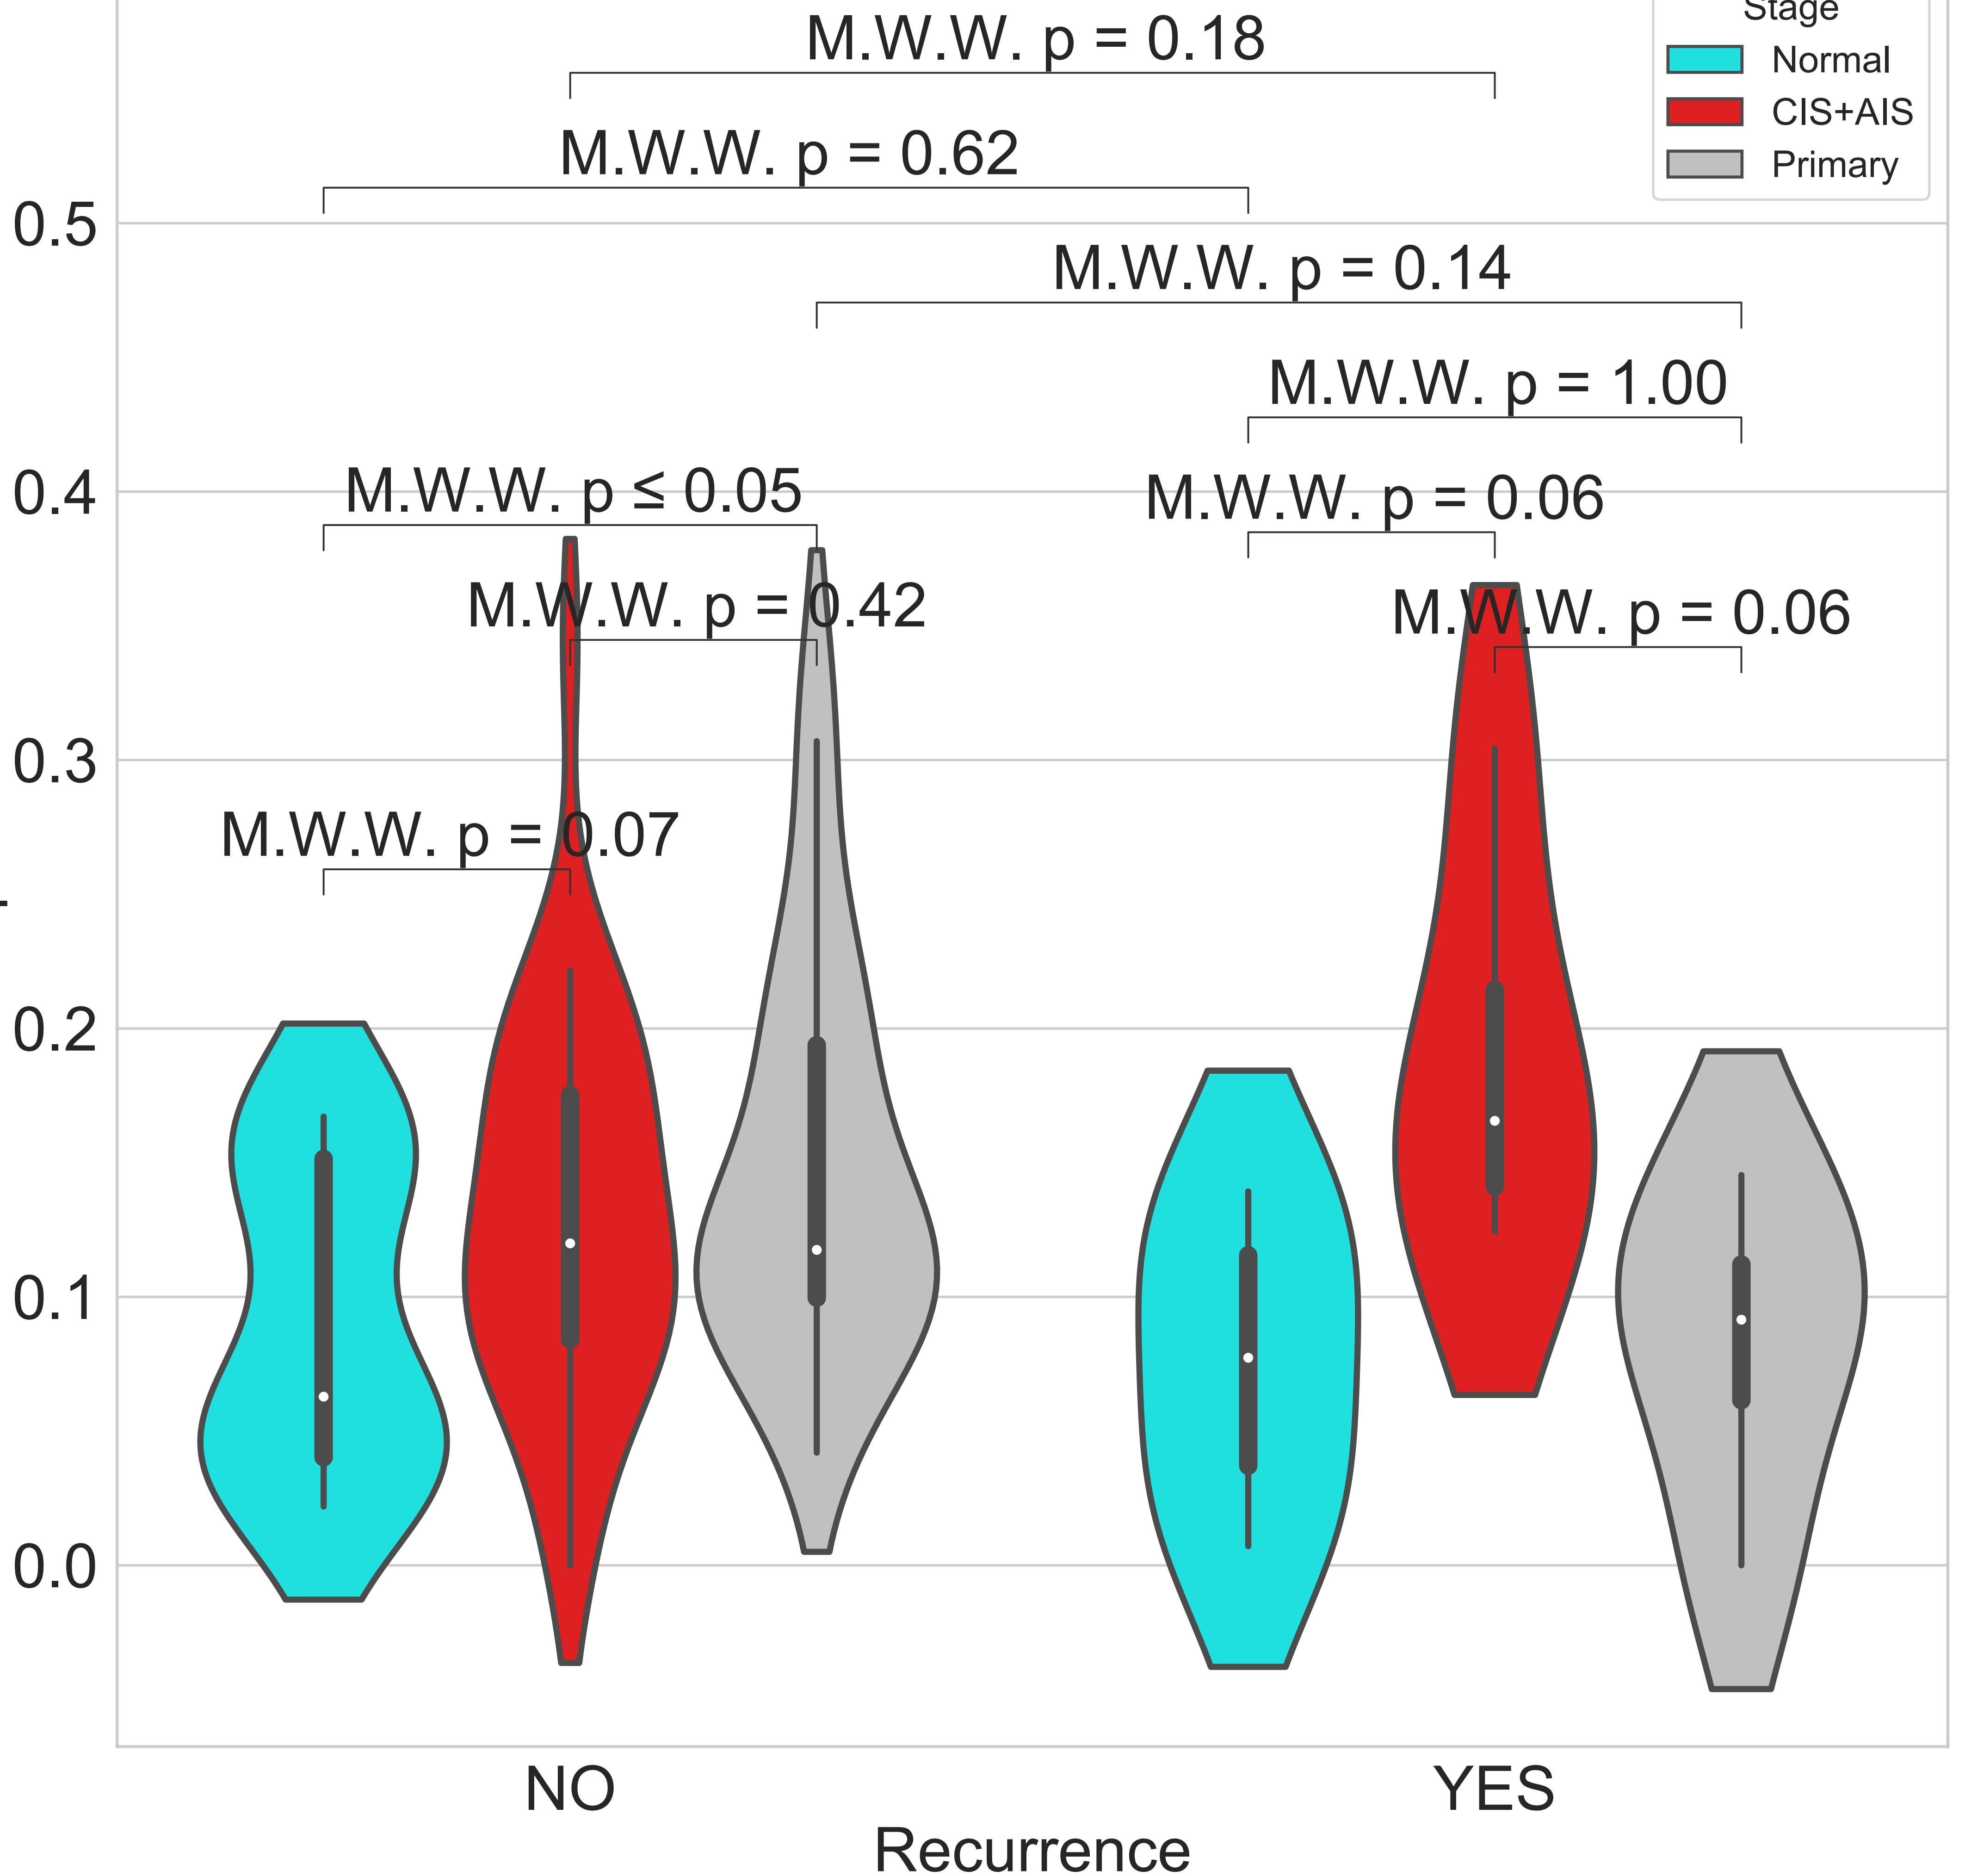 M.W.W. p = 0.18
Stage
Normal
CIS+AIS
Primary
M.W.W. p = 0.62
0.5
M.W.W. p = 0.14
M.W.W. p = 1.00
M.W.W. p ≤ 0.05
M.W.W. p = 0.06
0.4
M.W.W. p = 0.42
M.W.W. p = 0.06
0.3
M.W.W. p = 0.07
0.2
0.1
0.0
NO
YES
Recurrence